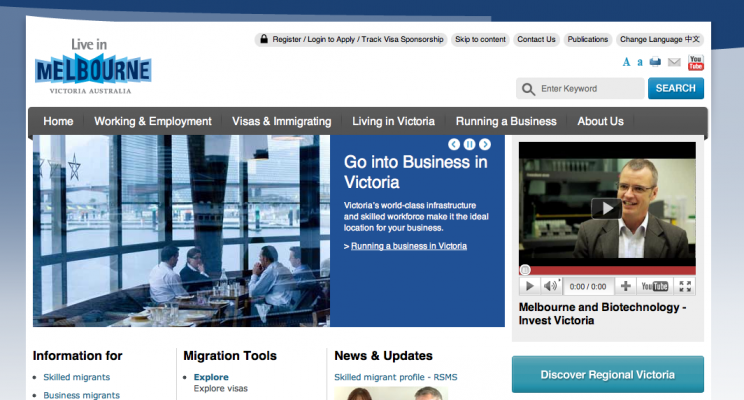 Register / Login to Apply / Track Visa Sponsorship
Skip to content
Contact Us
Publications
Change Language 中文
Live in
MELBOURNE
VICTORIA AUSTRALIA
A a
You
Tube
Enter Keyword
SEARCH
Home
Working & Employment
Visas & Immigrating
Living in Victoria
Running a Business
About Us
Go into Business in
Victoria
Victoria's world-class infrastructure
and skilled workforce make it the ideal
location for your business.
> Running a business in Victoria
0:00 / 0:00
YouTube
Melbourne and Biotechnology -
Invest Victoria
Information for
Skilled migrants
Business migrants
Migration Tools
Explore
Explore visas
News & Updates
Skilled migrant profile - RSMS
Discover Regional Victoria